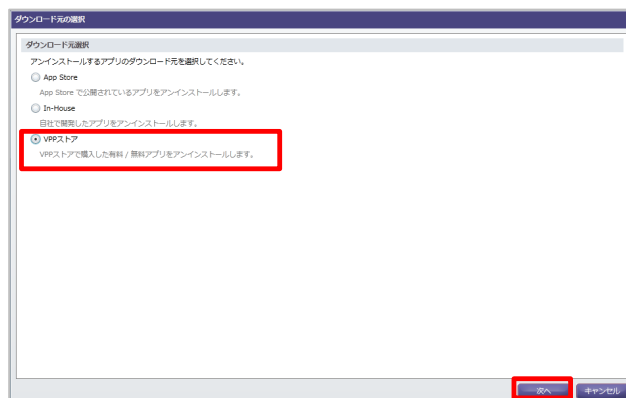 ダウンロード元の選択
ダウンロード元選択
アンインストールするアプリのダウンロード元を選択してください。
App Store
App Store で公開されているアプリをアンインストールします。
In-House
自社で開発したアプリをアンインストールします。
VPPストア
VPPストアで購入した有料 / 無料アプリをアンインストールします。
次へ キャンセル